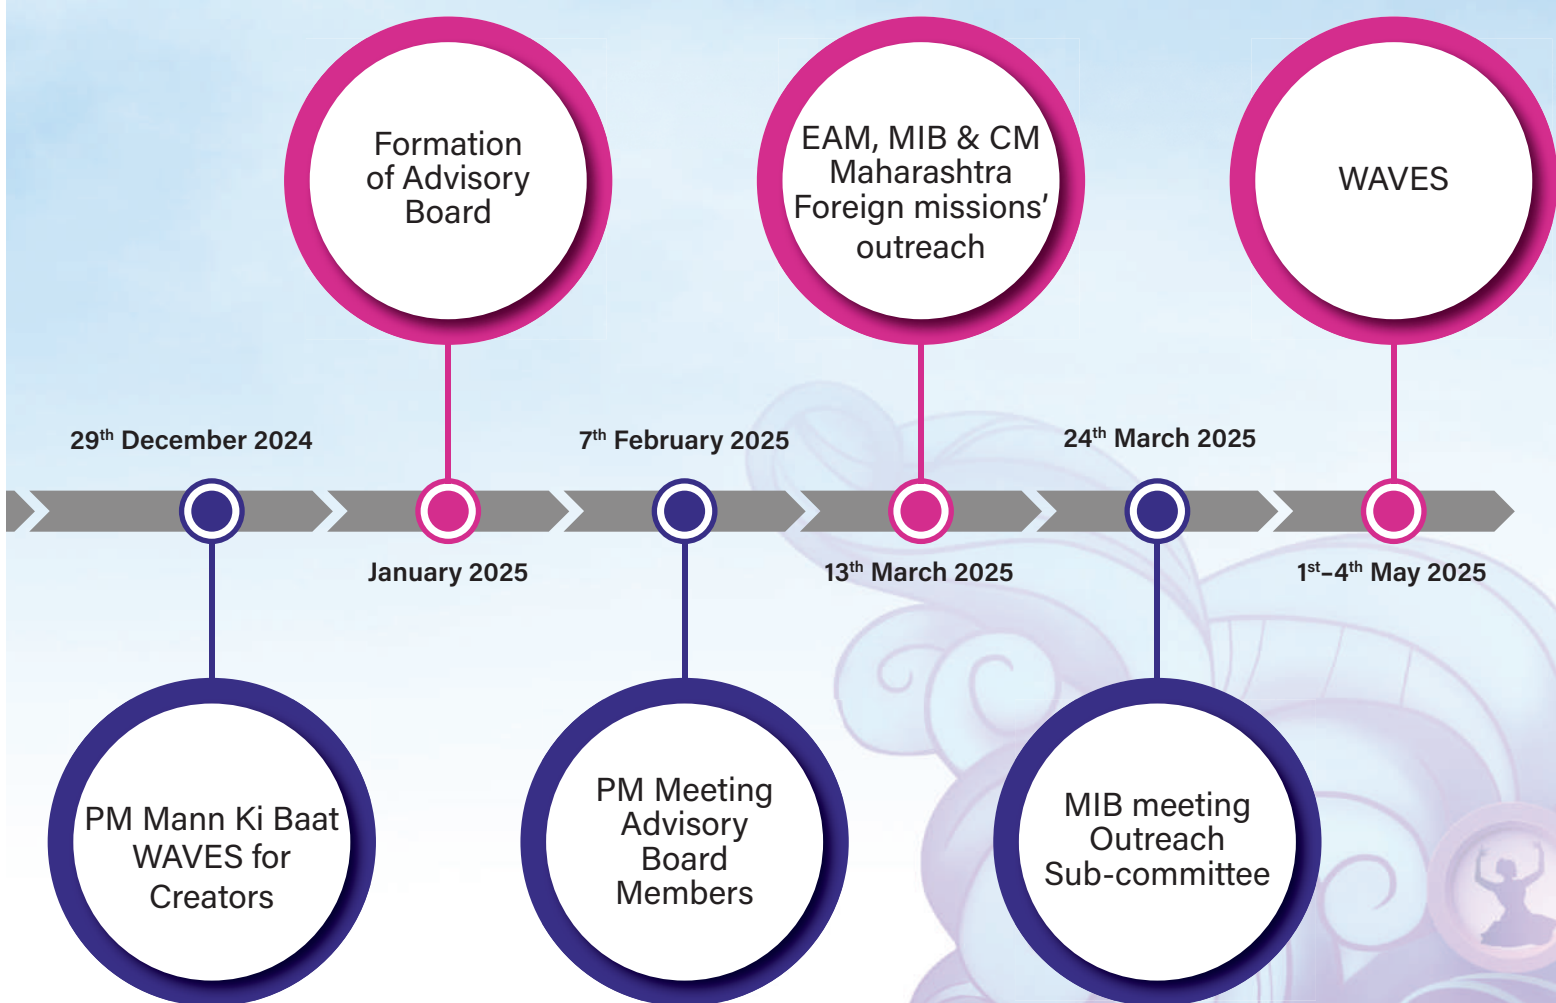 Formation
of Advisory
Board
EAM, MIB & CM
Maharashtra
Foreign missions’
outreach
WAVES
29th December 2024
7th February 2025
24th March 2025
January 2025
13th March 2025
1st–4th May 2025
PM Mann Ki Baat
WAVES for
Creators
PM Meeting
Advisory
Board
Members
MIB meeting
Outreach
Sub-committee